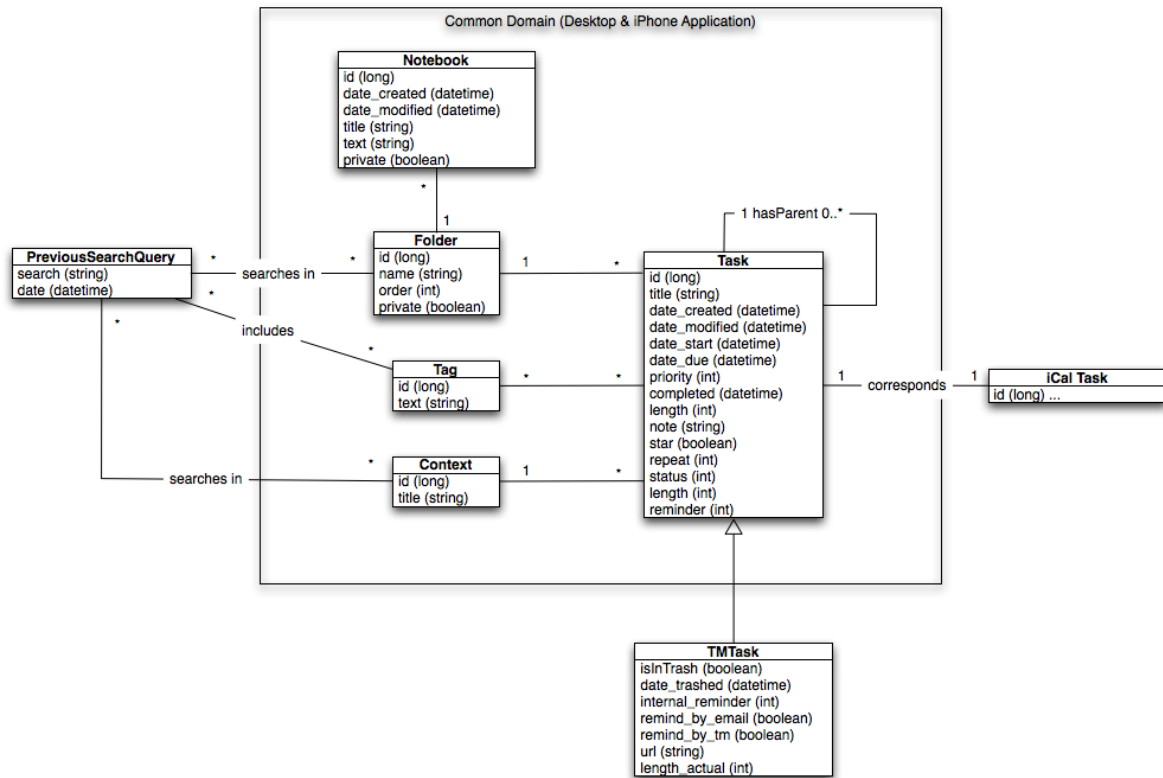 Common Domain (Desktop & iPhone Application)
Notebook
id (long)
date_created (datetime)
date_modified (datetime)
title (string)
text (string)
private (boolean)
*
1
1 hasParent 0..*
PreviousSearchQuery
search (string)
date (datetime)
*
searches in
*
Folder
id (long)
name (string)
order (int)
private (boolean)
1
*
Task
id (long)
title (string)
date_created (datetime)
date_modified (datetime)
date_start (datetime)
date_due (datetime)
priority (int)
completed (datetime)
length (int)
note (string)
star (boolean)
repeat (int)
status (int)
length (int)
reminder (int)
*
includes
*
Tag
id (long)
text (string)
*
*
1
corresponds
1
iCal Task
id (long) ...
*
searches in
*
Context
id (long)
title (string)
1
*
TMTask
isInTrash (boolean)
date_trashed (datetime)
internal_reminder (int)
remind_by_email (boolean)
remind_by_tm (boolean)
url (string)
length_actual (int)